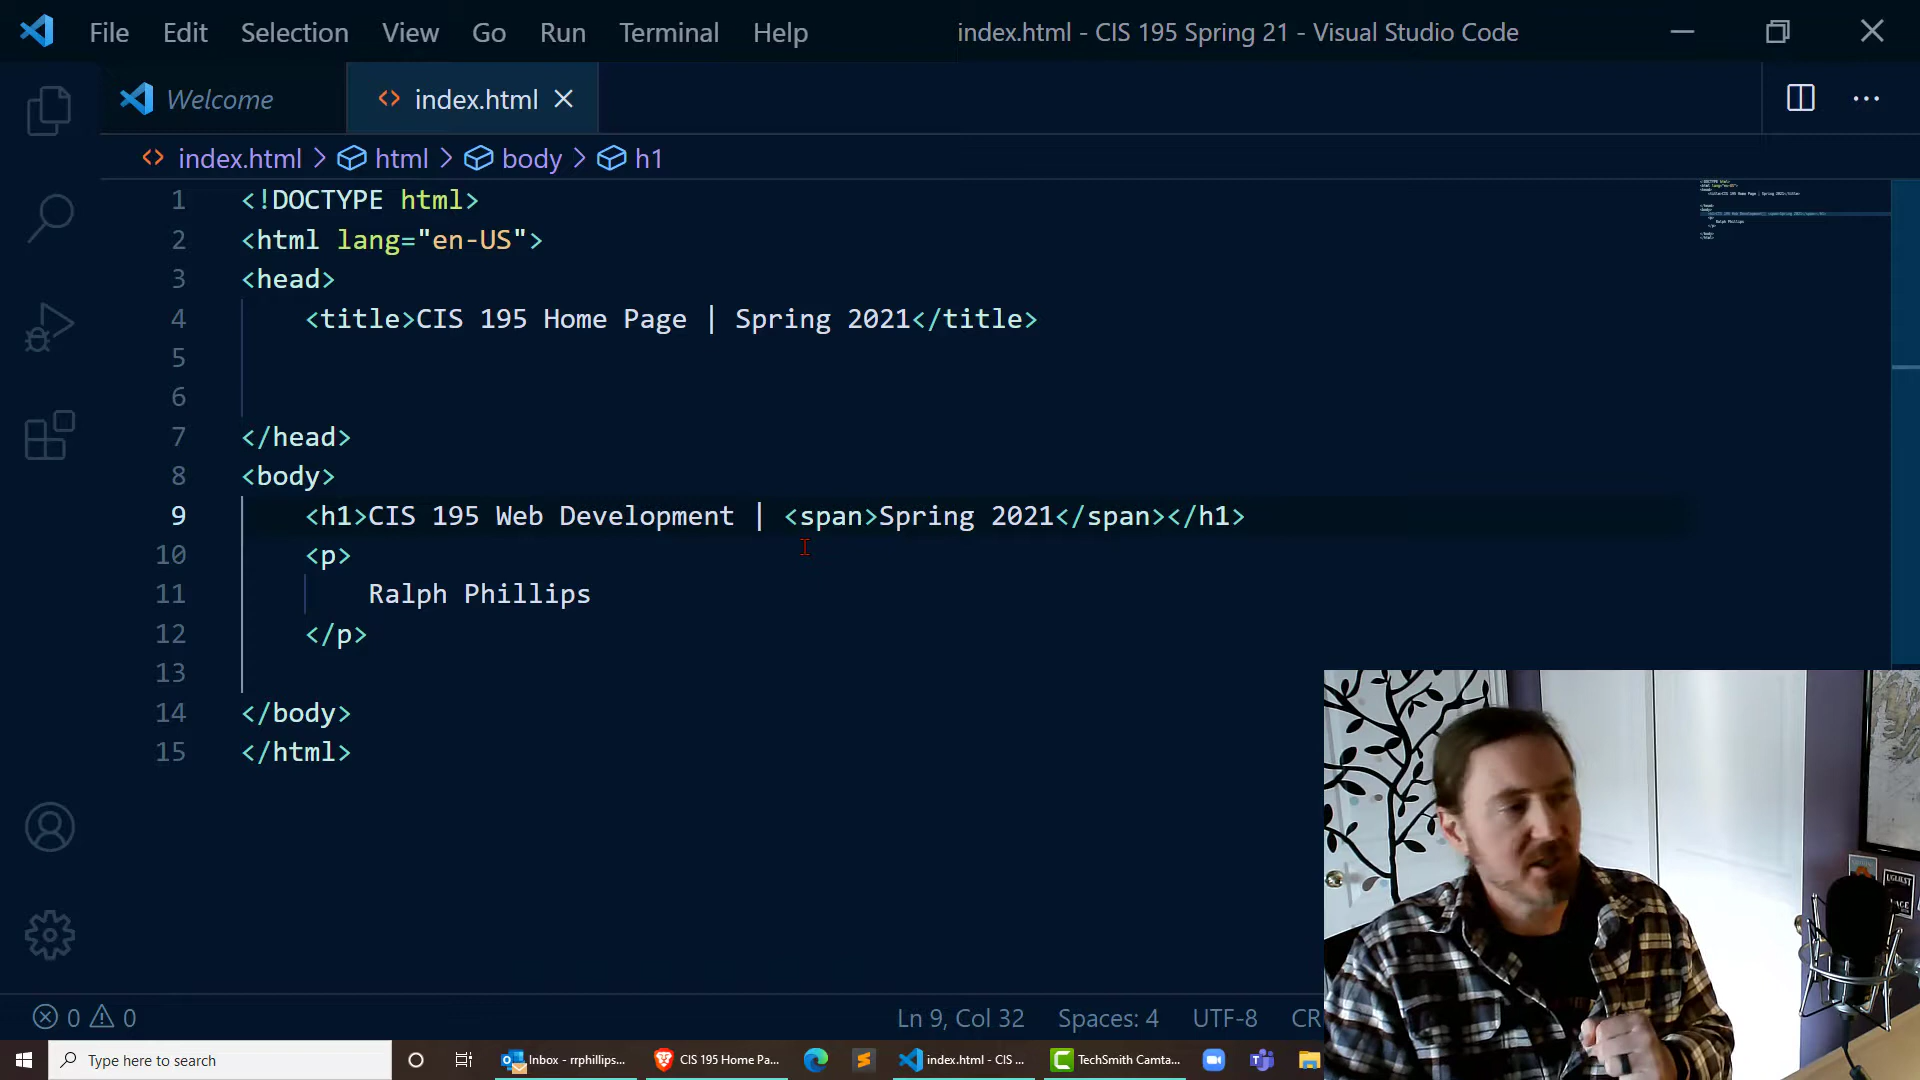 File Edit Selection View Go Run Terminal Help index.html - CIS 195 Spring 21 - Visual Studio Code
Welcome index.html
index.html > html > body > h1
1 <!DOCTYPE html>
2 <html lang="en-US">
3 <head>
4 <title>CIS 195 Home Page | Spring 2021</title>
5
6
7 </head>
8 <body>
9 <h1>CIS 195 Web Development | <span>Spring 2021</span></h1>
10 <p>
11 Ralph Phillips
12 </p>
13
14 </body>
15 </html>
UGLIEST
0 0 Ln 9, Col 32 Spaces: 4 UTF-8 CR
Type here to search Inbox - rrphillips... CIS 195 Home Pa... index.html - CIS ... TechSmith Camta...